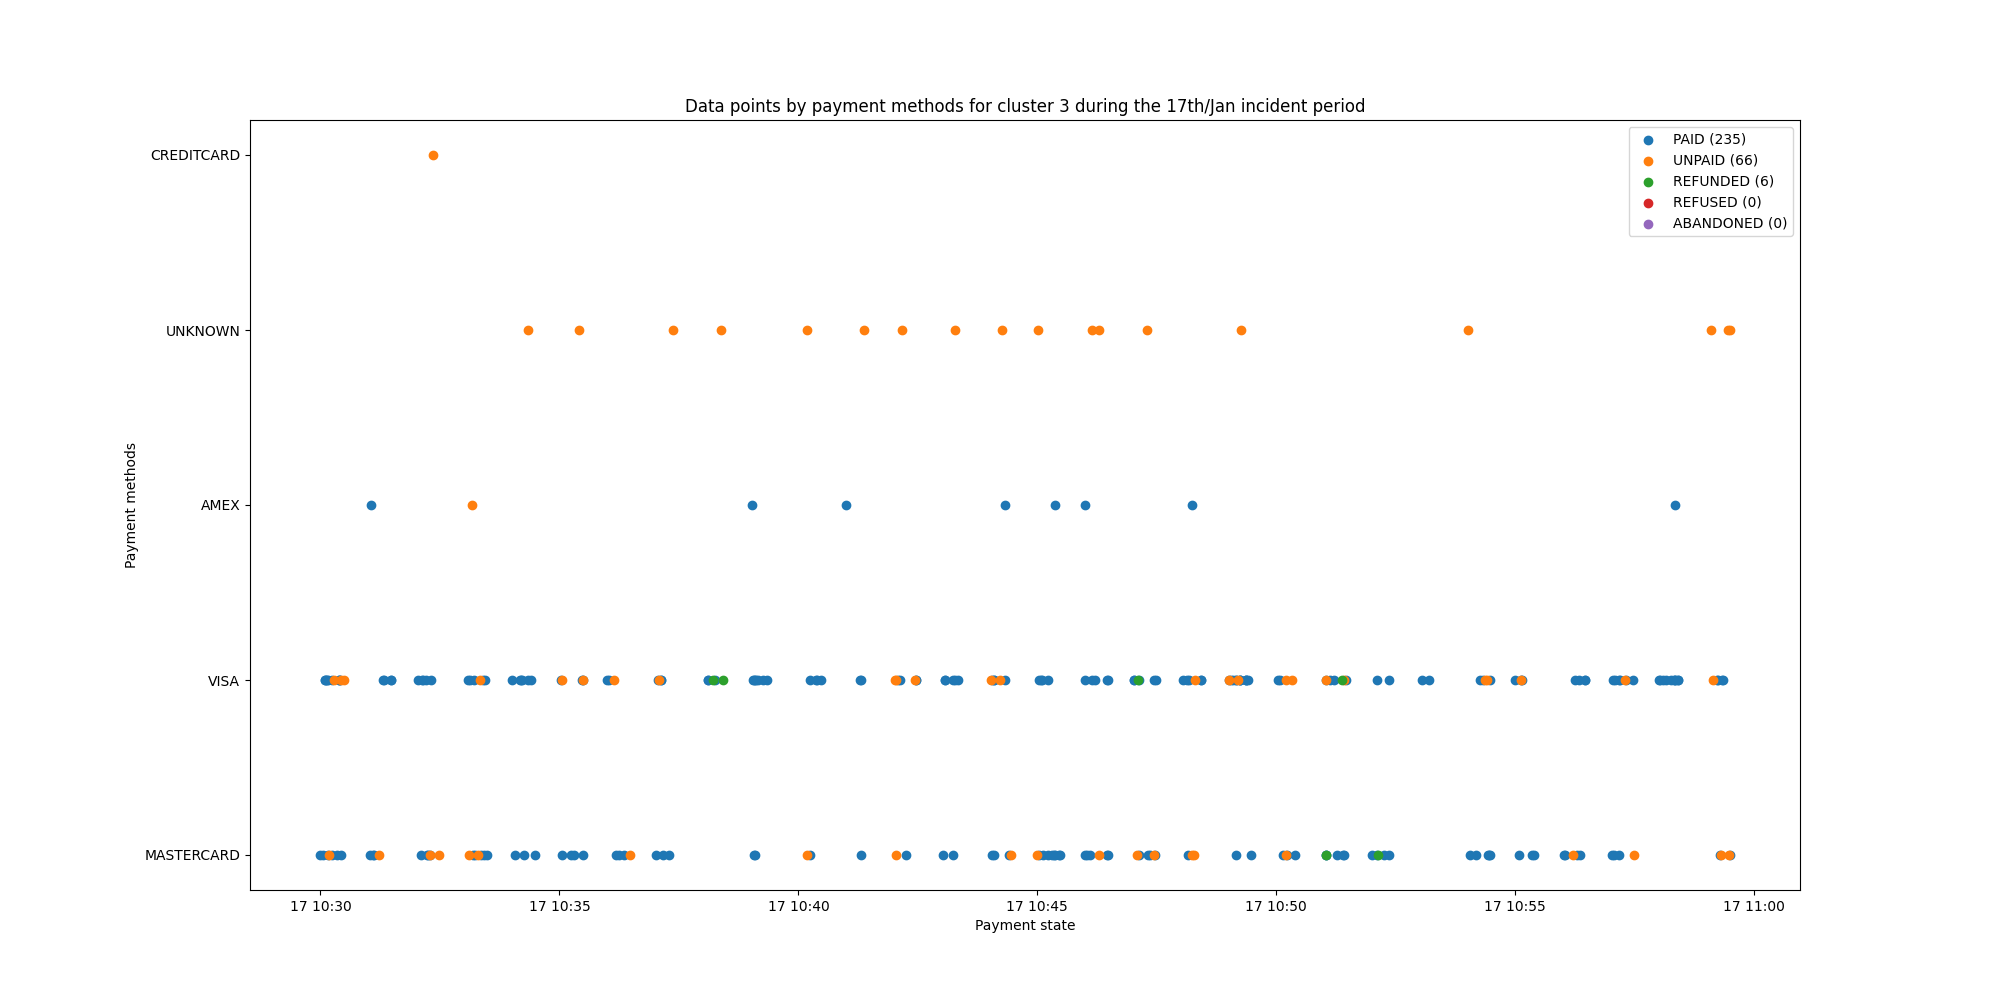 Data points by payment methods for cluster 3 during the 17th/Jan incident period
PAID (235)
UNPAID (66)
REFUNDED (6)
REFUSED (0)
ABANDONED (0)
CREDITCARD
UNKNOWN
AMEX
VISA
MASTERCARD
Payment methods
17 10:30 17 10:35 17 10:40 17 10:45 17 10:50 17 10:55 17 11:00
Payment state